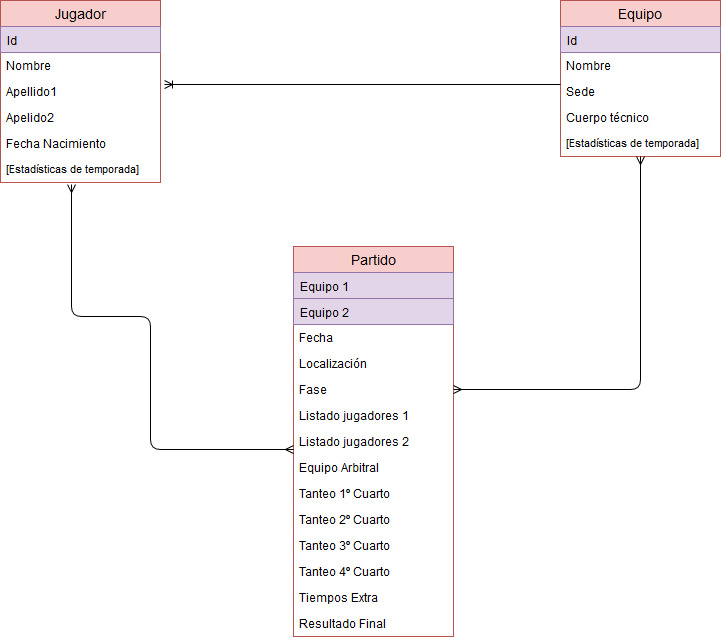 Jugador
Id
Nombre
Apellido1
Apelido2
Fecha Nacimiento
[Estadísticas de temporada]
Equipo
Id
Nombre
Sede
Cuerpo técnico
[Estadísticas de temporada]
Partido
Equipo 1
Equipo 2
Fecha
Localización
Fase
Listado jugadores 1
Listado jugadores 2
Equipo Arbitral
Tanteo 1º Cuarto
Tanteo 2º Cuarto
Tanteo 3º Cuarto
Tanteo 4º Cuarto
Tiempos Extra
Resultado Final